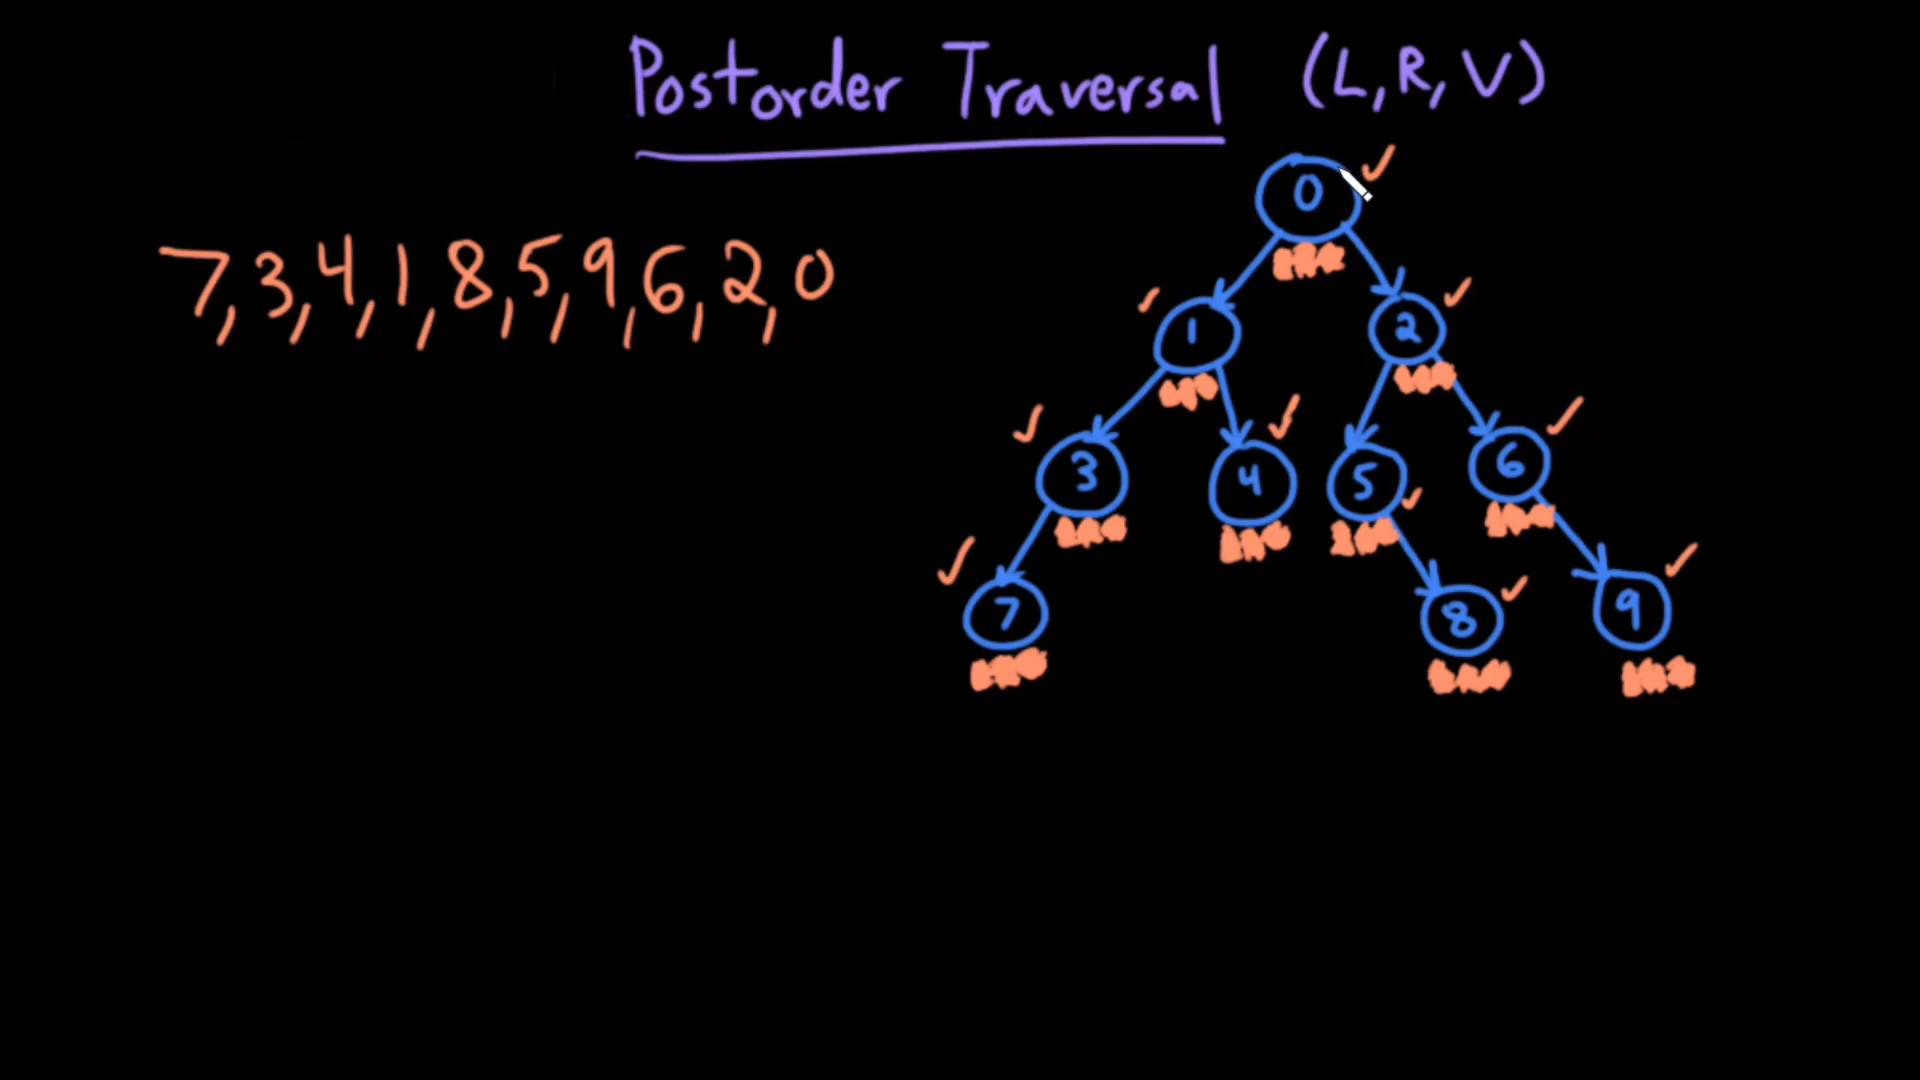 Postorder Traversal (L, R, V)
7, 3, 4, 1, 8, 5, 9, 6, 2, 0
0
1 2
3 4 5 6
7 8 9